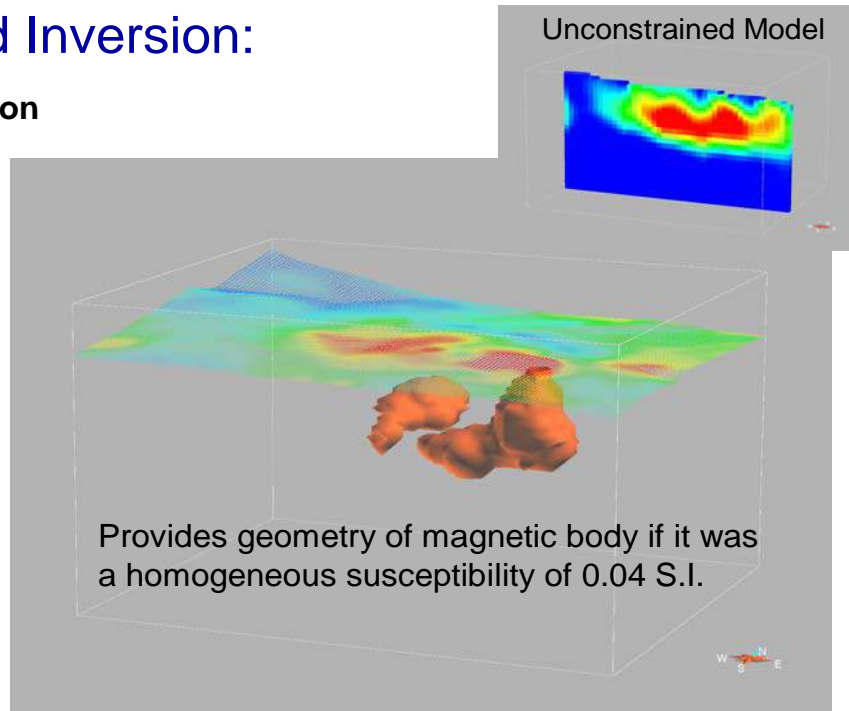 d Inversion:
on
Unconstrained Model
Provides geometry of magnetic body if it was
a homogeneous susceptibility of 0.04 S.I.
W
N
S
E